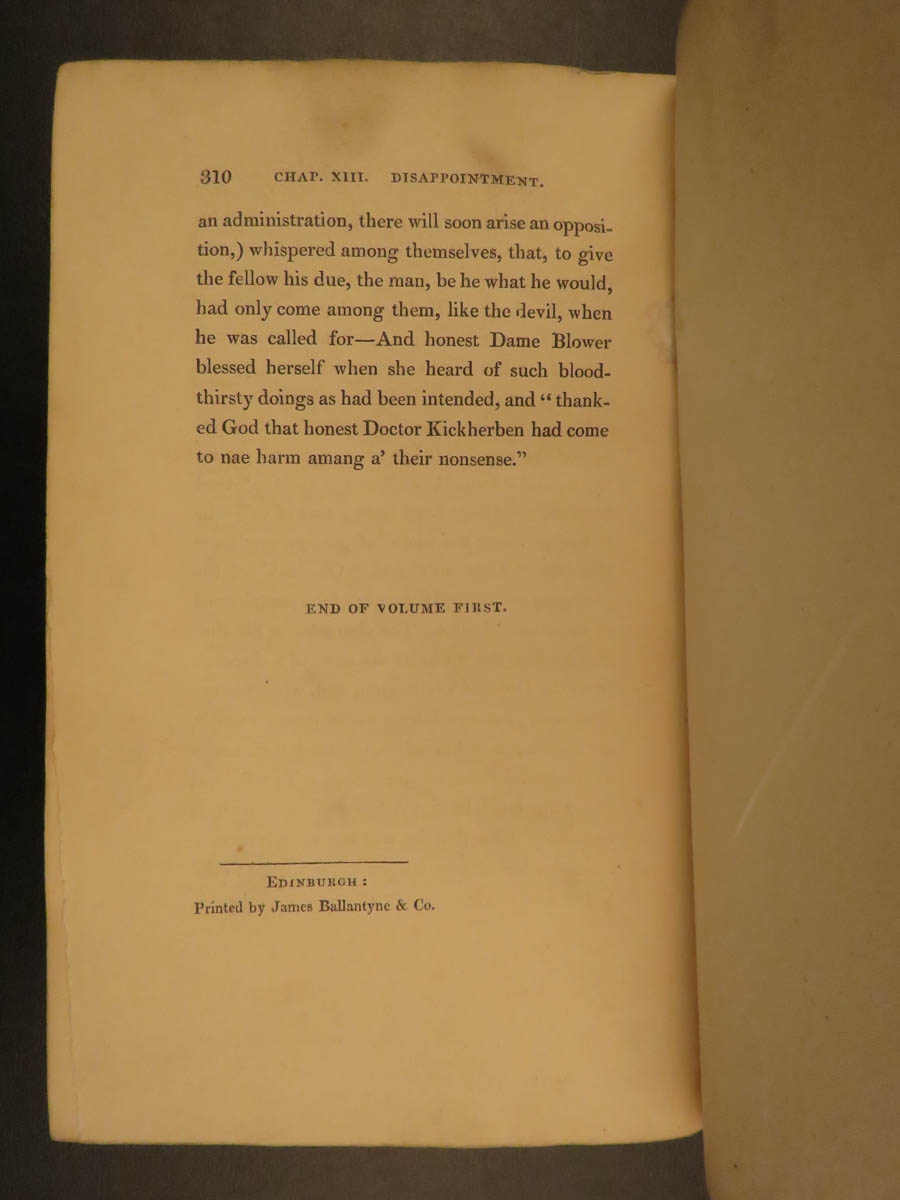 310 CHAP. XIII. DISAPPOINTMENT.
an administration, there will soon arise an opposi-
tion,) whispered among themselves, that, to give
the fellow his due, the man, be he what he would,
had only come among them, like the devil, when
he was called for—And honest Dame Blower
blessed herself when she heard of such blood-
thirsty doings as had been intended, and “ thank-
ed God that honest Doctor Kickherben had come
to nae harm amang a’ their nonsense.”
END OF VOLUME FIRST.
EDINBURGH :
Printed by James Ballantyne & Co.